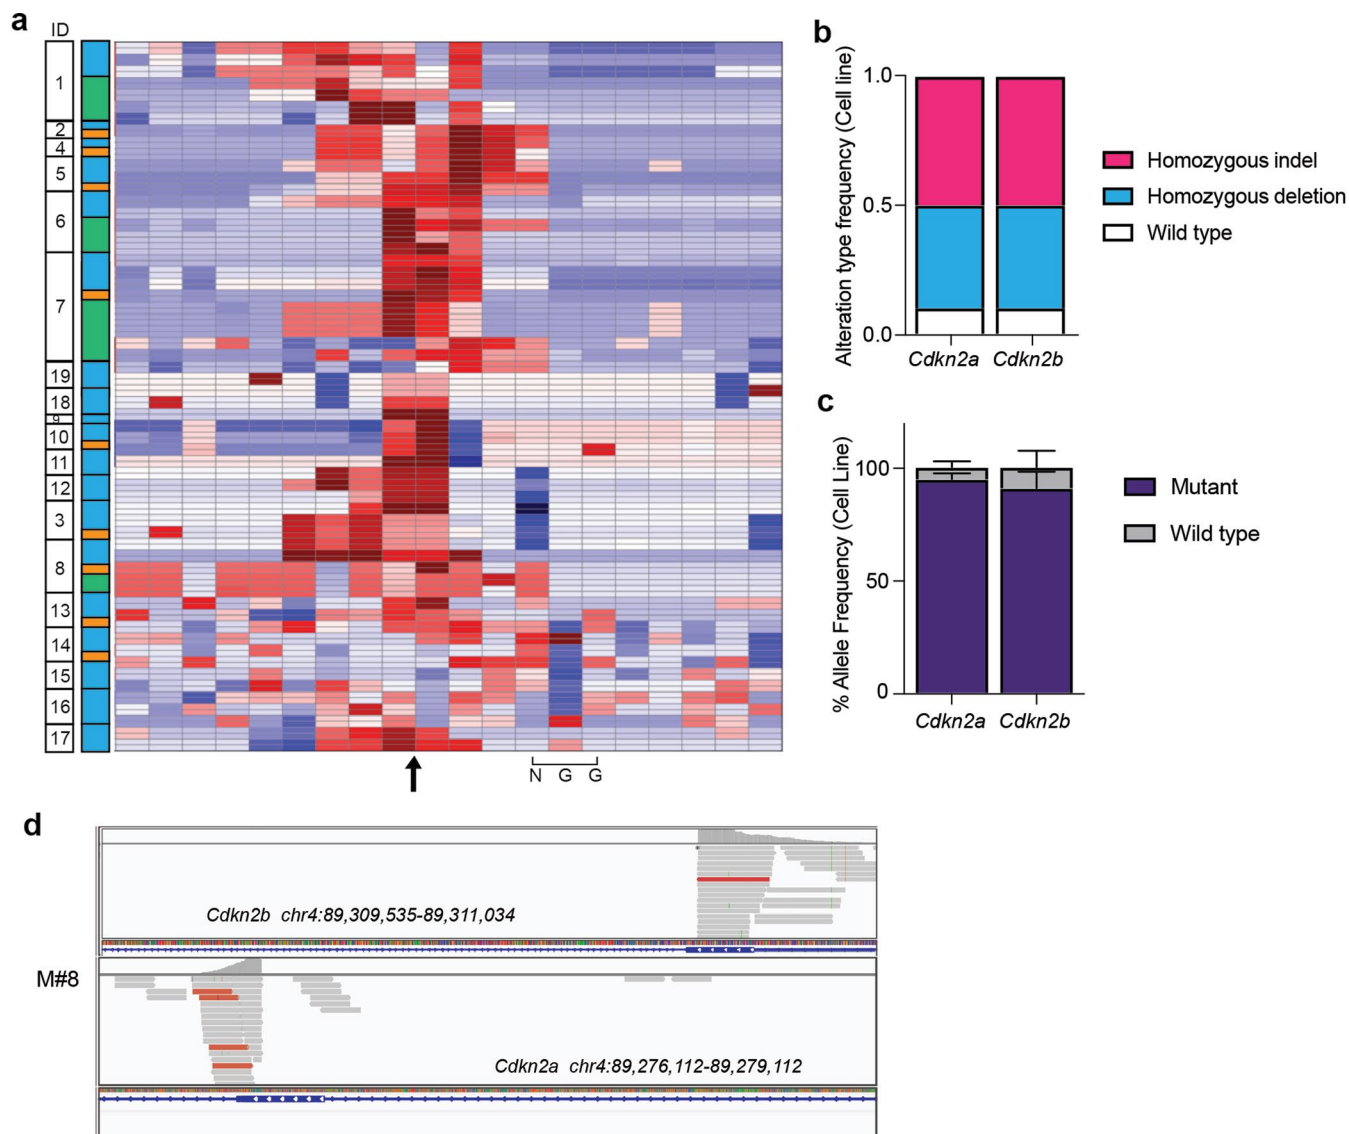 a
ID
1
2
4
5
6
7
19
18
9
10
11
12
3
8
13
14
15
16
17
N G G
b
Alteration type frequency (Cell line)
1.0
0.5
0.0
Cdkn2a Cdkn2b
Homozygous indel
Homozygous deletion
Wild type
c
% Allele Frequency (Cell Line)
100
50
0
Cdkn2a Cdkn2b
Mutant
Wild type
d
M#8
Cdkn2b chr4:89,309,535-89,311,034
Cdkn2a chr4:89,276,112-89,279,112